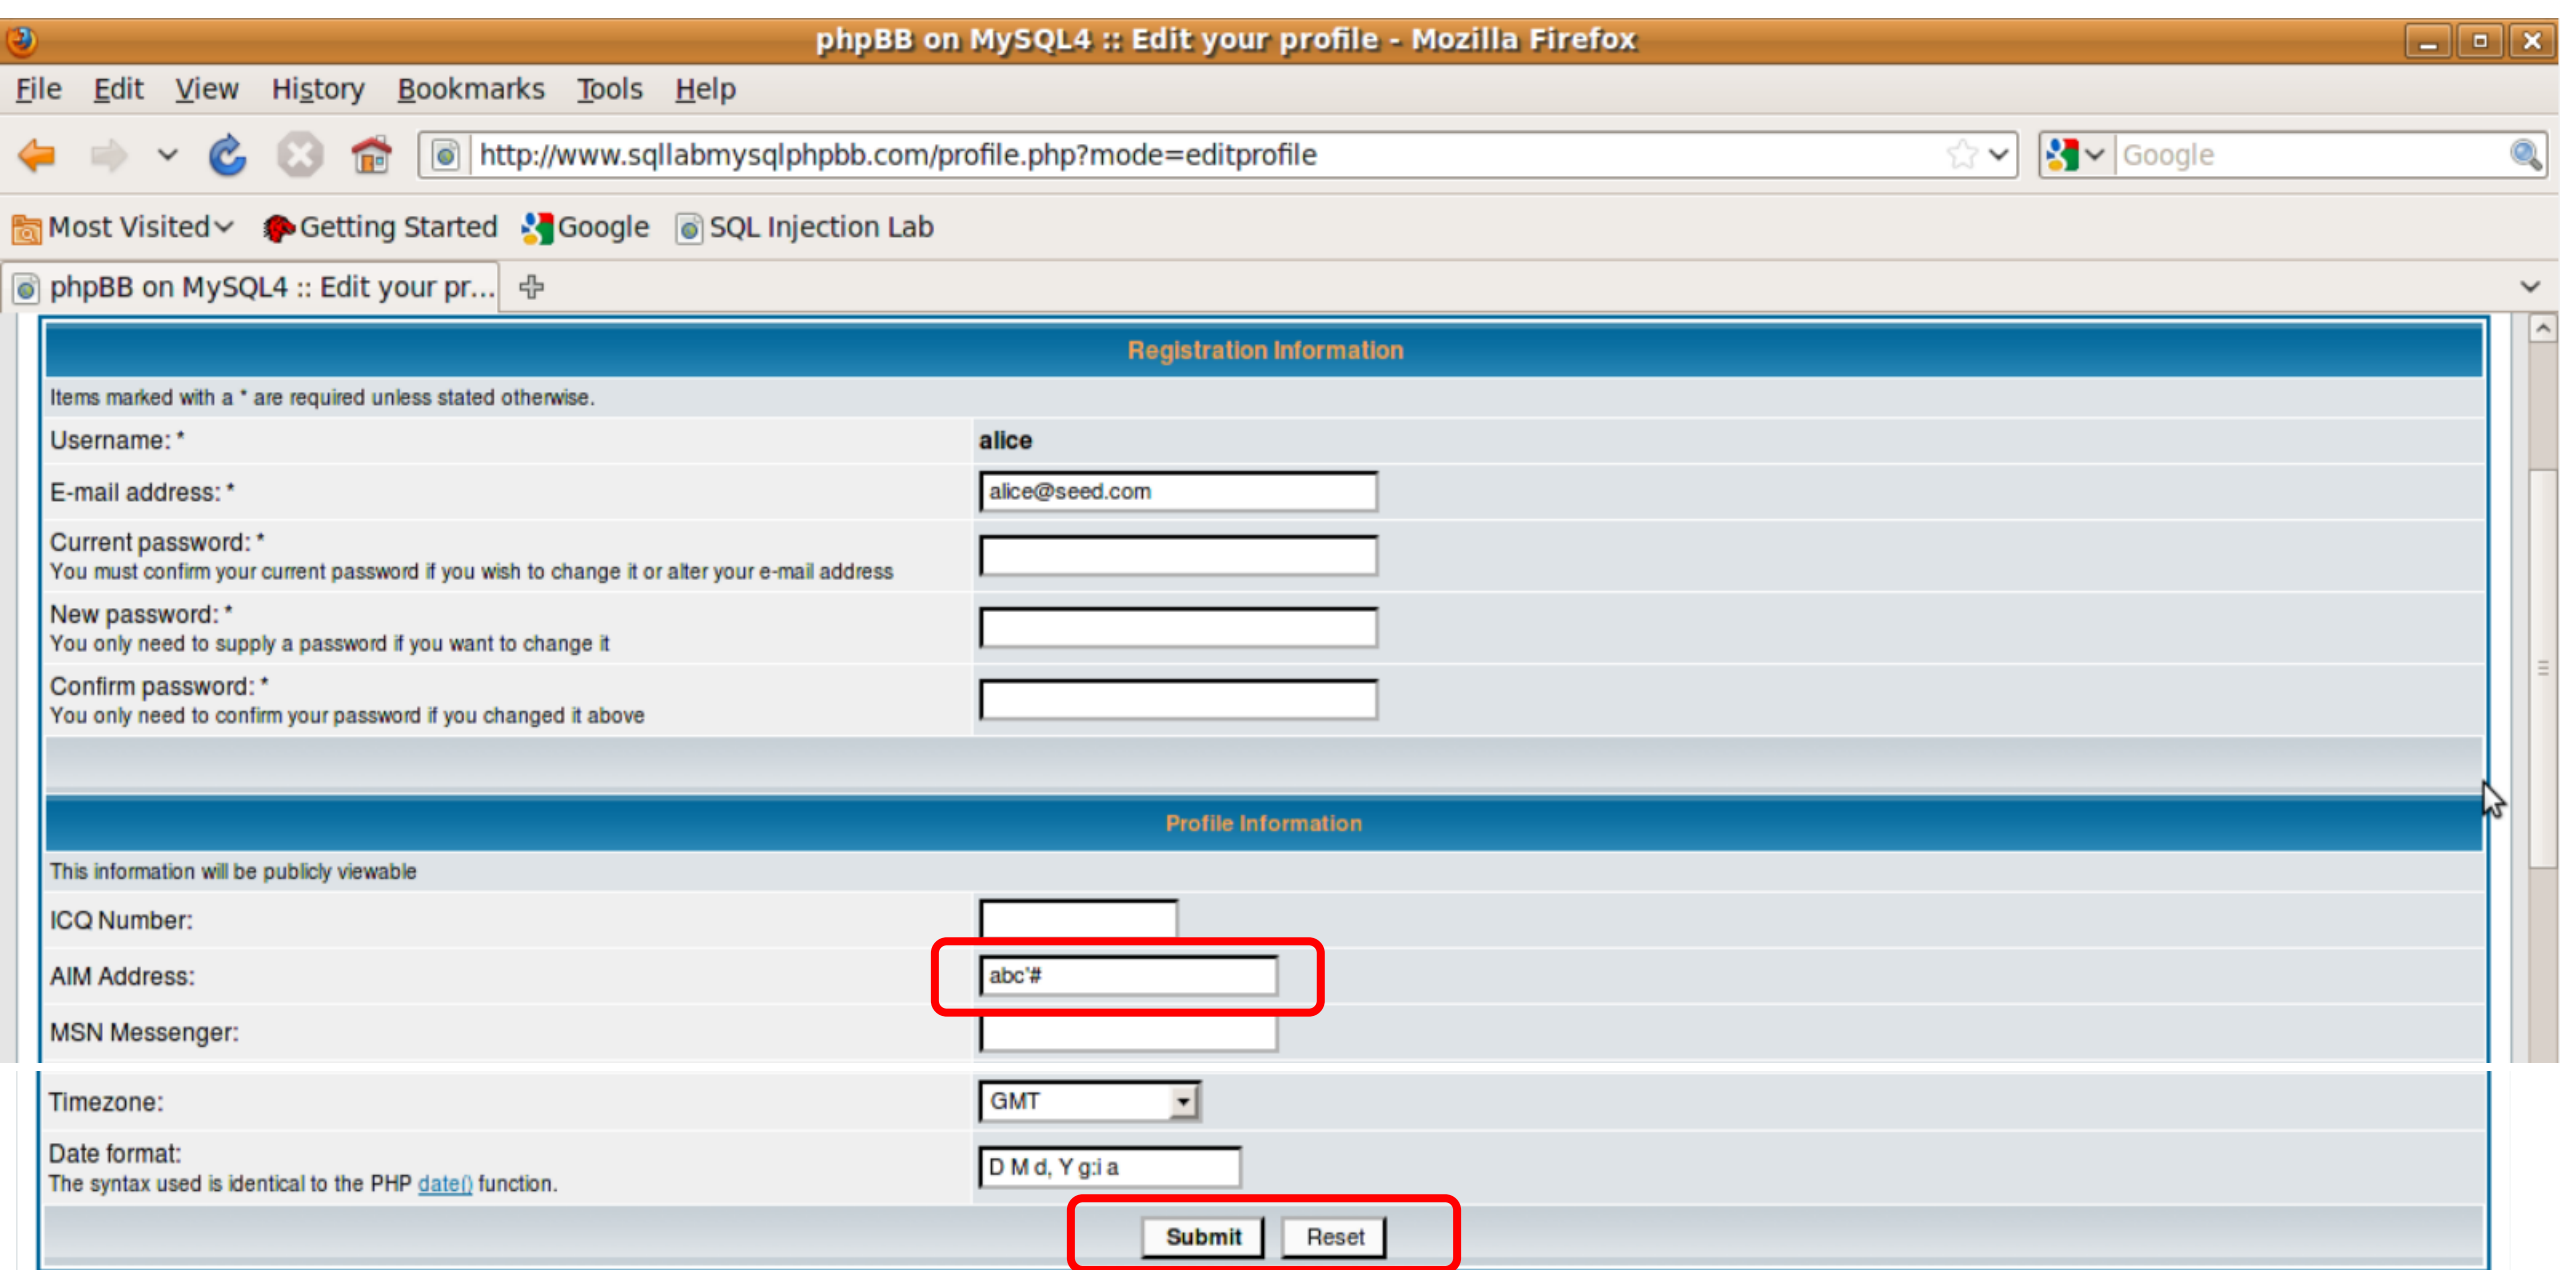 phpBB on MySQL4 :: Edit your profile - Mozilla Firefox
File Edit View History Bookmarks Tools Help
http://www.sqllabmysqlphpbb.com/profile.php?mode=editprofile Google
Most Visited Getting Started Google SQL Injection Lab
phpBB on MySQL4 :: Edit your pr...
Registration Information
Items marked with a * are required unless stated otherwise.
Username: * alice
E-mail address: * alice@seed.com
Current password: *
You must confirm your current password if you wish to change it or alter your e-mail address
New password: *
You only need to supply a password if you want to change it
Confirm password: *
You only need to confirm your password if you changed it above
Profile Information
This information will be publicly viewable
ICQ Number:
AIM Address: abc'#
MSN Messenger:
Timezone: GMT
Date format: D M d, Y g:i a
The syntax used is identical to the PHP date() function.
Submit Reset